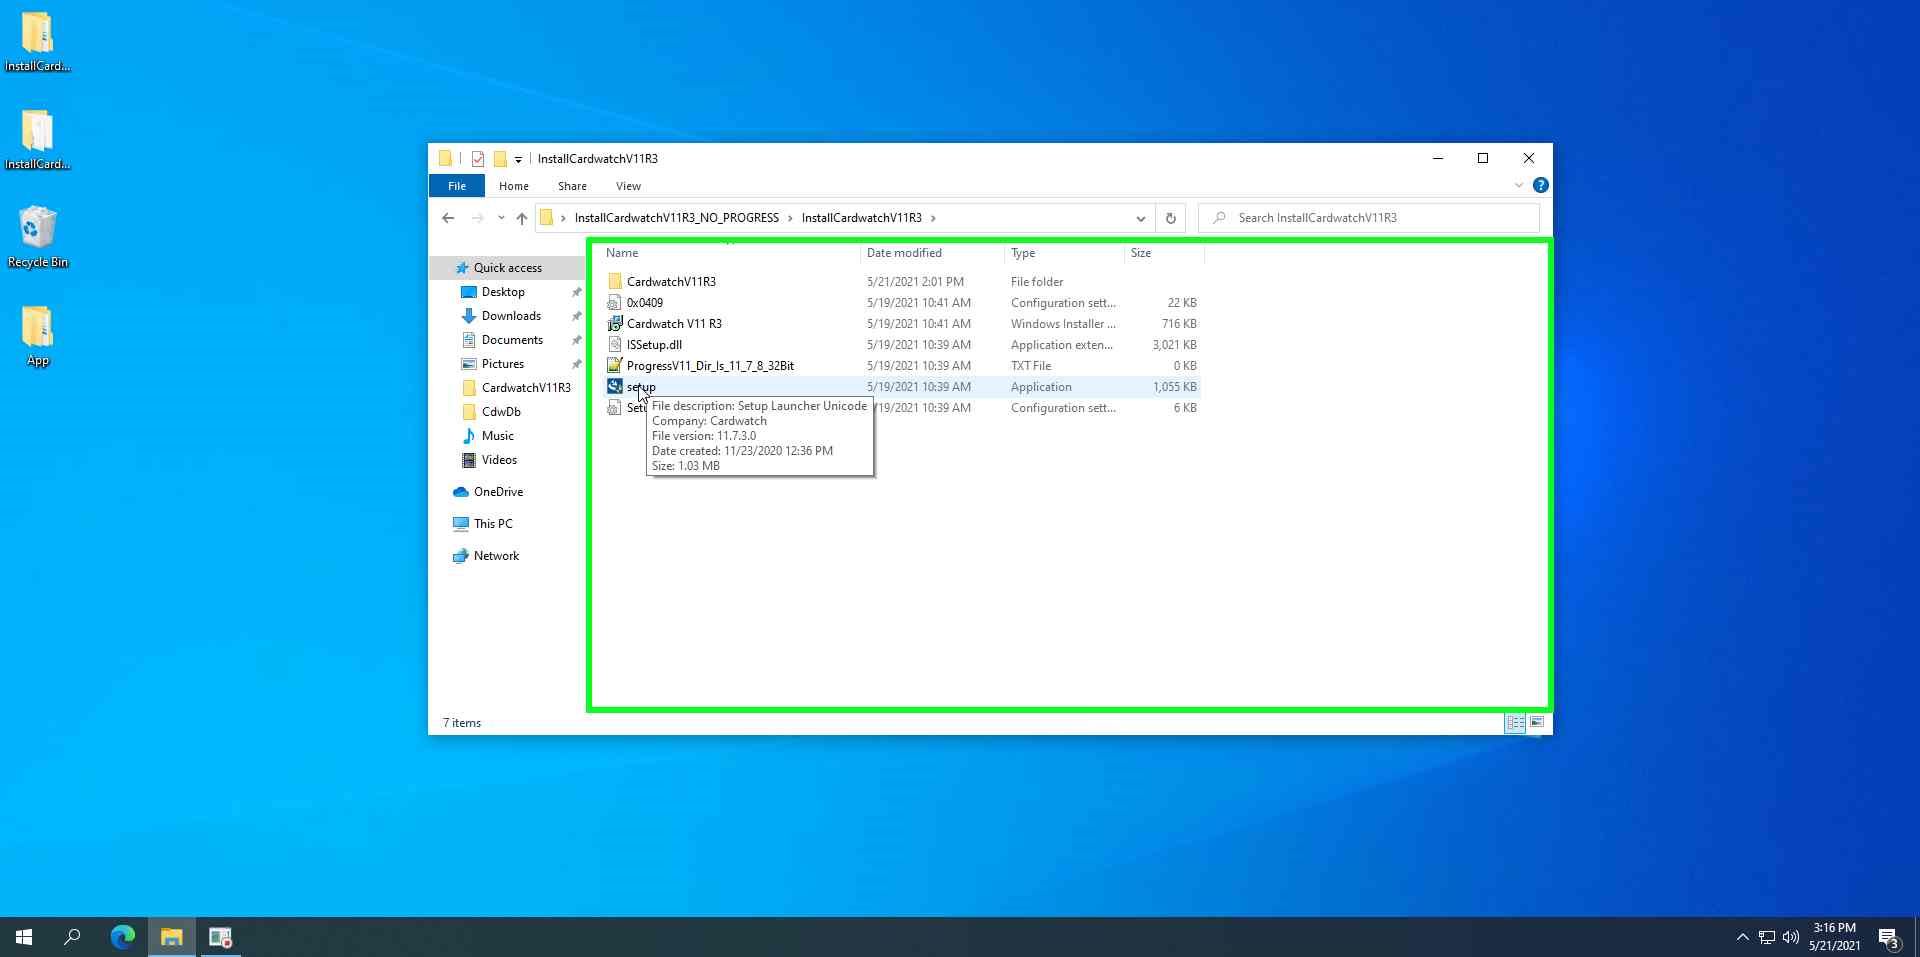 InstallCard...
InstallCard...
Recycle Bin
App
InstallCardwatchV11R3
File Home Share View
InstallCardwatchV11R3_NO_PROGRESS InstallCardwatchV11R3
Search InstallCardwatchV11R3
Quick access
Desktop
Downloads
Documents
Pictures
CardwatchV11R3
CdwDb
Music
Videos
OneDrive
This PC
Network
Name Date modified Type Size
CardwatchV11R3 5/21/2021 2:01 PM File folder
0x0409 5/19/2021 10:41 AM Configuration sett... 22 KB
Cardwatch V11 R3 5/19/2021 10:41 AM Windows Installer ... 716 KB
ISSetup.dll 5/19/2021 10:39 AM Application exten... 3,021 KB
ProgressV11_Dir_Is_11_7_8_32Bit 5/19/2021 10:39 AM TXT File 0 KB
setup 5/19/2021 10:39 AM Application 1,055 KB
/19/2021 10:39 AM Configuration sett... 6 KB
File description: Setup Launcher Unicode
Company: Cardwatch
File version: 11.7.3.0
Date created: 11/23/2020 12:36 PM
Size: 1.03 MB
7 items
3:16 PM
5/21/2021
3